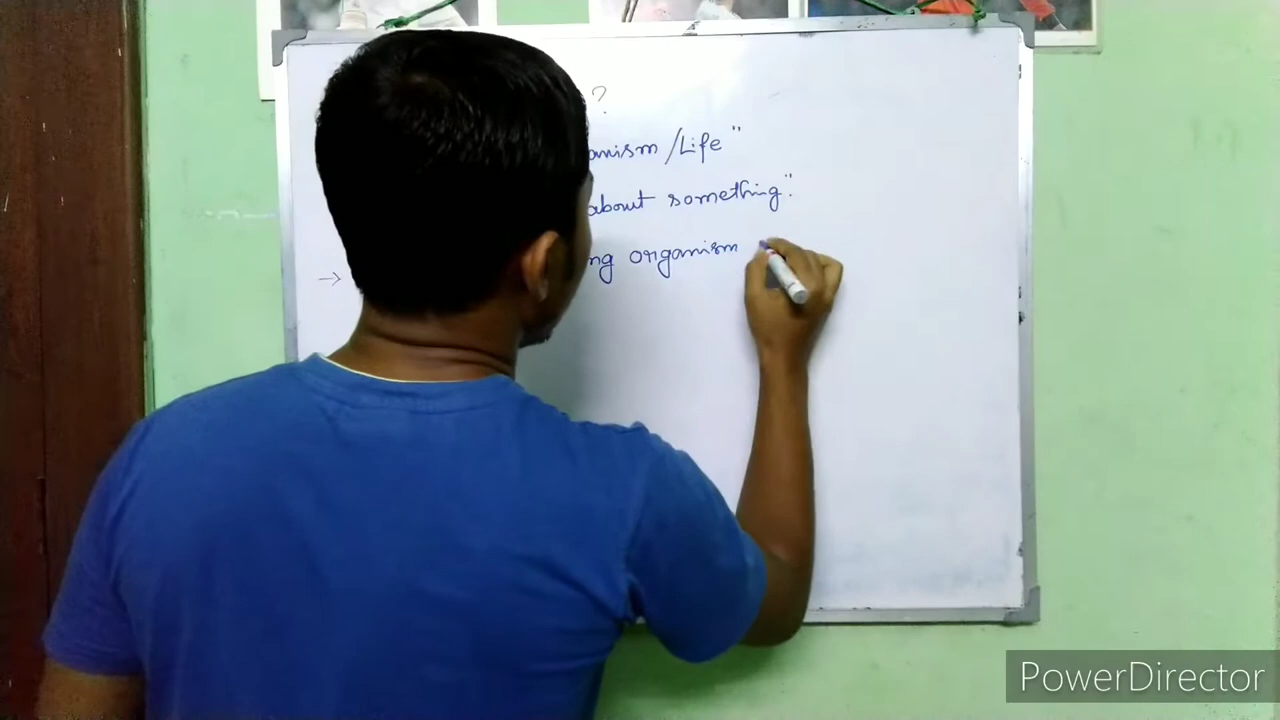 ?
anism /Life"
about something"
→ ng organism
PowerDirector